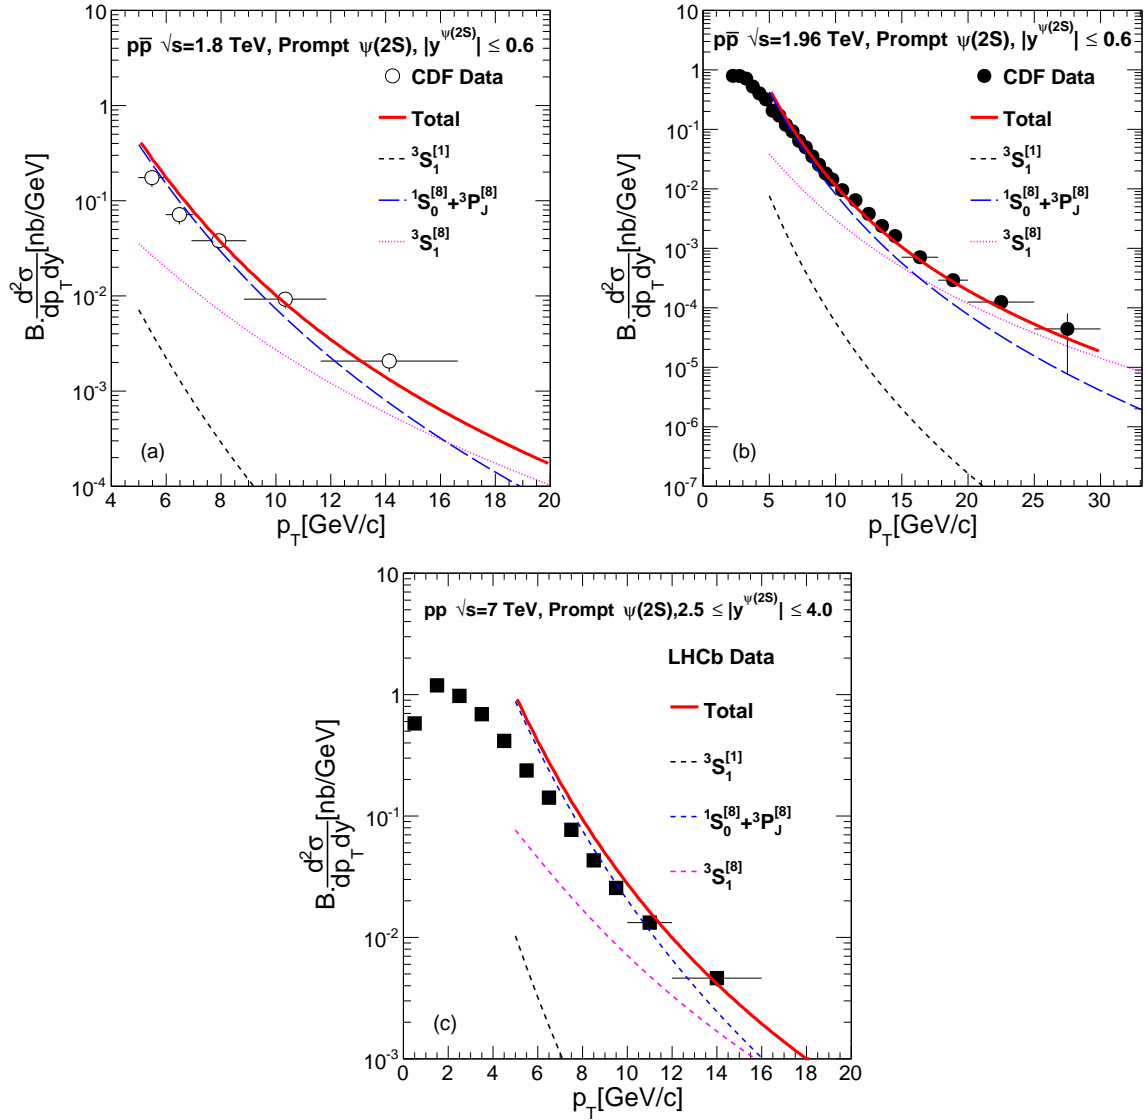 pp̅ √s=1.8 TeV, Prompt ψ(2S), |y^ψ(2S)| ≤ 0.6
CDF Data
Total
³S₁^[1]
¹S₀^[8]+³P_J^[8]
³S₁^[8]
(a)
10
1
10⁻¹
10⁻²
10⁻³
10⁻⁴
4 6 8 10 12 14 16 18 20
p_T[GeV/c]
B.d²σ/dp_Tdy[nb/GeV]
pp̅ √s=1.96 TeV, Prompt ψ(2S), |y^ψ(2S)| ≤ 0.6
CDF Data
Total
³S₁^[1]
¹S₀^[8]+³P_J^[8]
³S₁^[8]
(b)
10
1
10⁻¹
10⁻²
10⁻³
10⁻⁴
10⁻⁵
10⁻⁶
10⁻⁷
0 5 10 15 20 25 30
p_T[GeV/c]
B.d²σ/dp_Tdy[nb/GeV]
pp √s=7 TeV, Prompt ψ(2S),2.5 ≤|y^ψ(2S)| ≤ 4.0
LHCb Data
Total
³S₁^[1]
¹S₀^[8]+³P_J^[8]
³S₁^[8]
(c)
10
1
10⁻¹
10⁻²
10⁻³
0 2 4 6 8 10 12 14 16 18 20
p_T[GeV/c]
B.d²σ/dp_Tdy[nb/GeV]